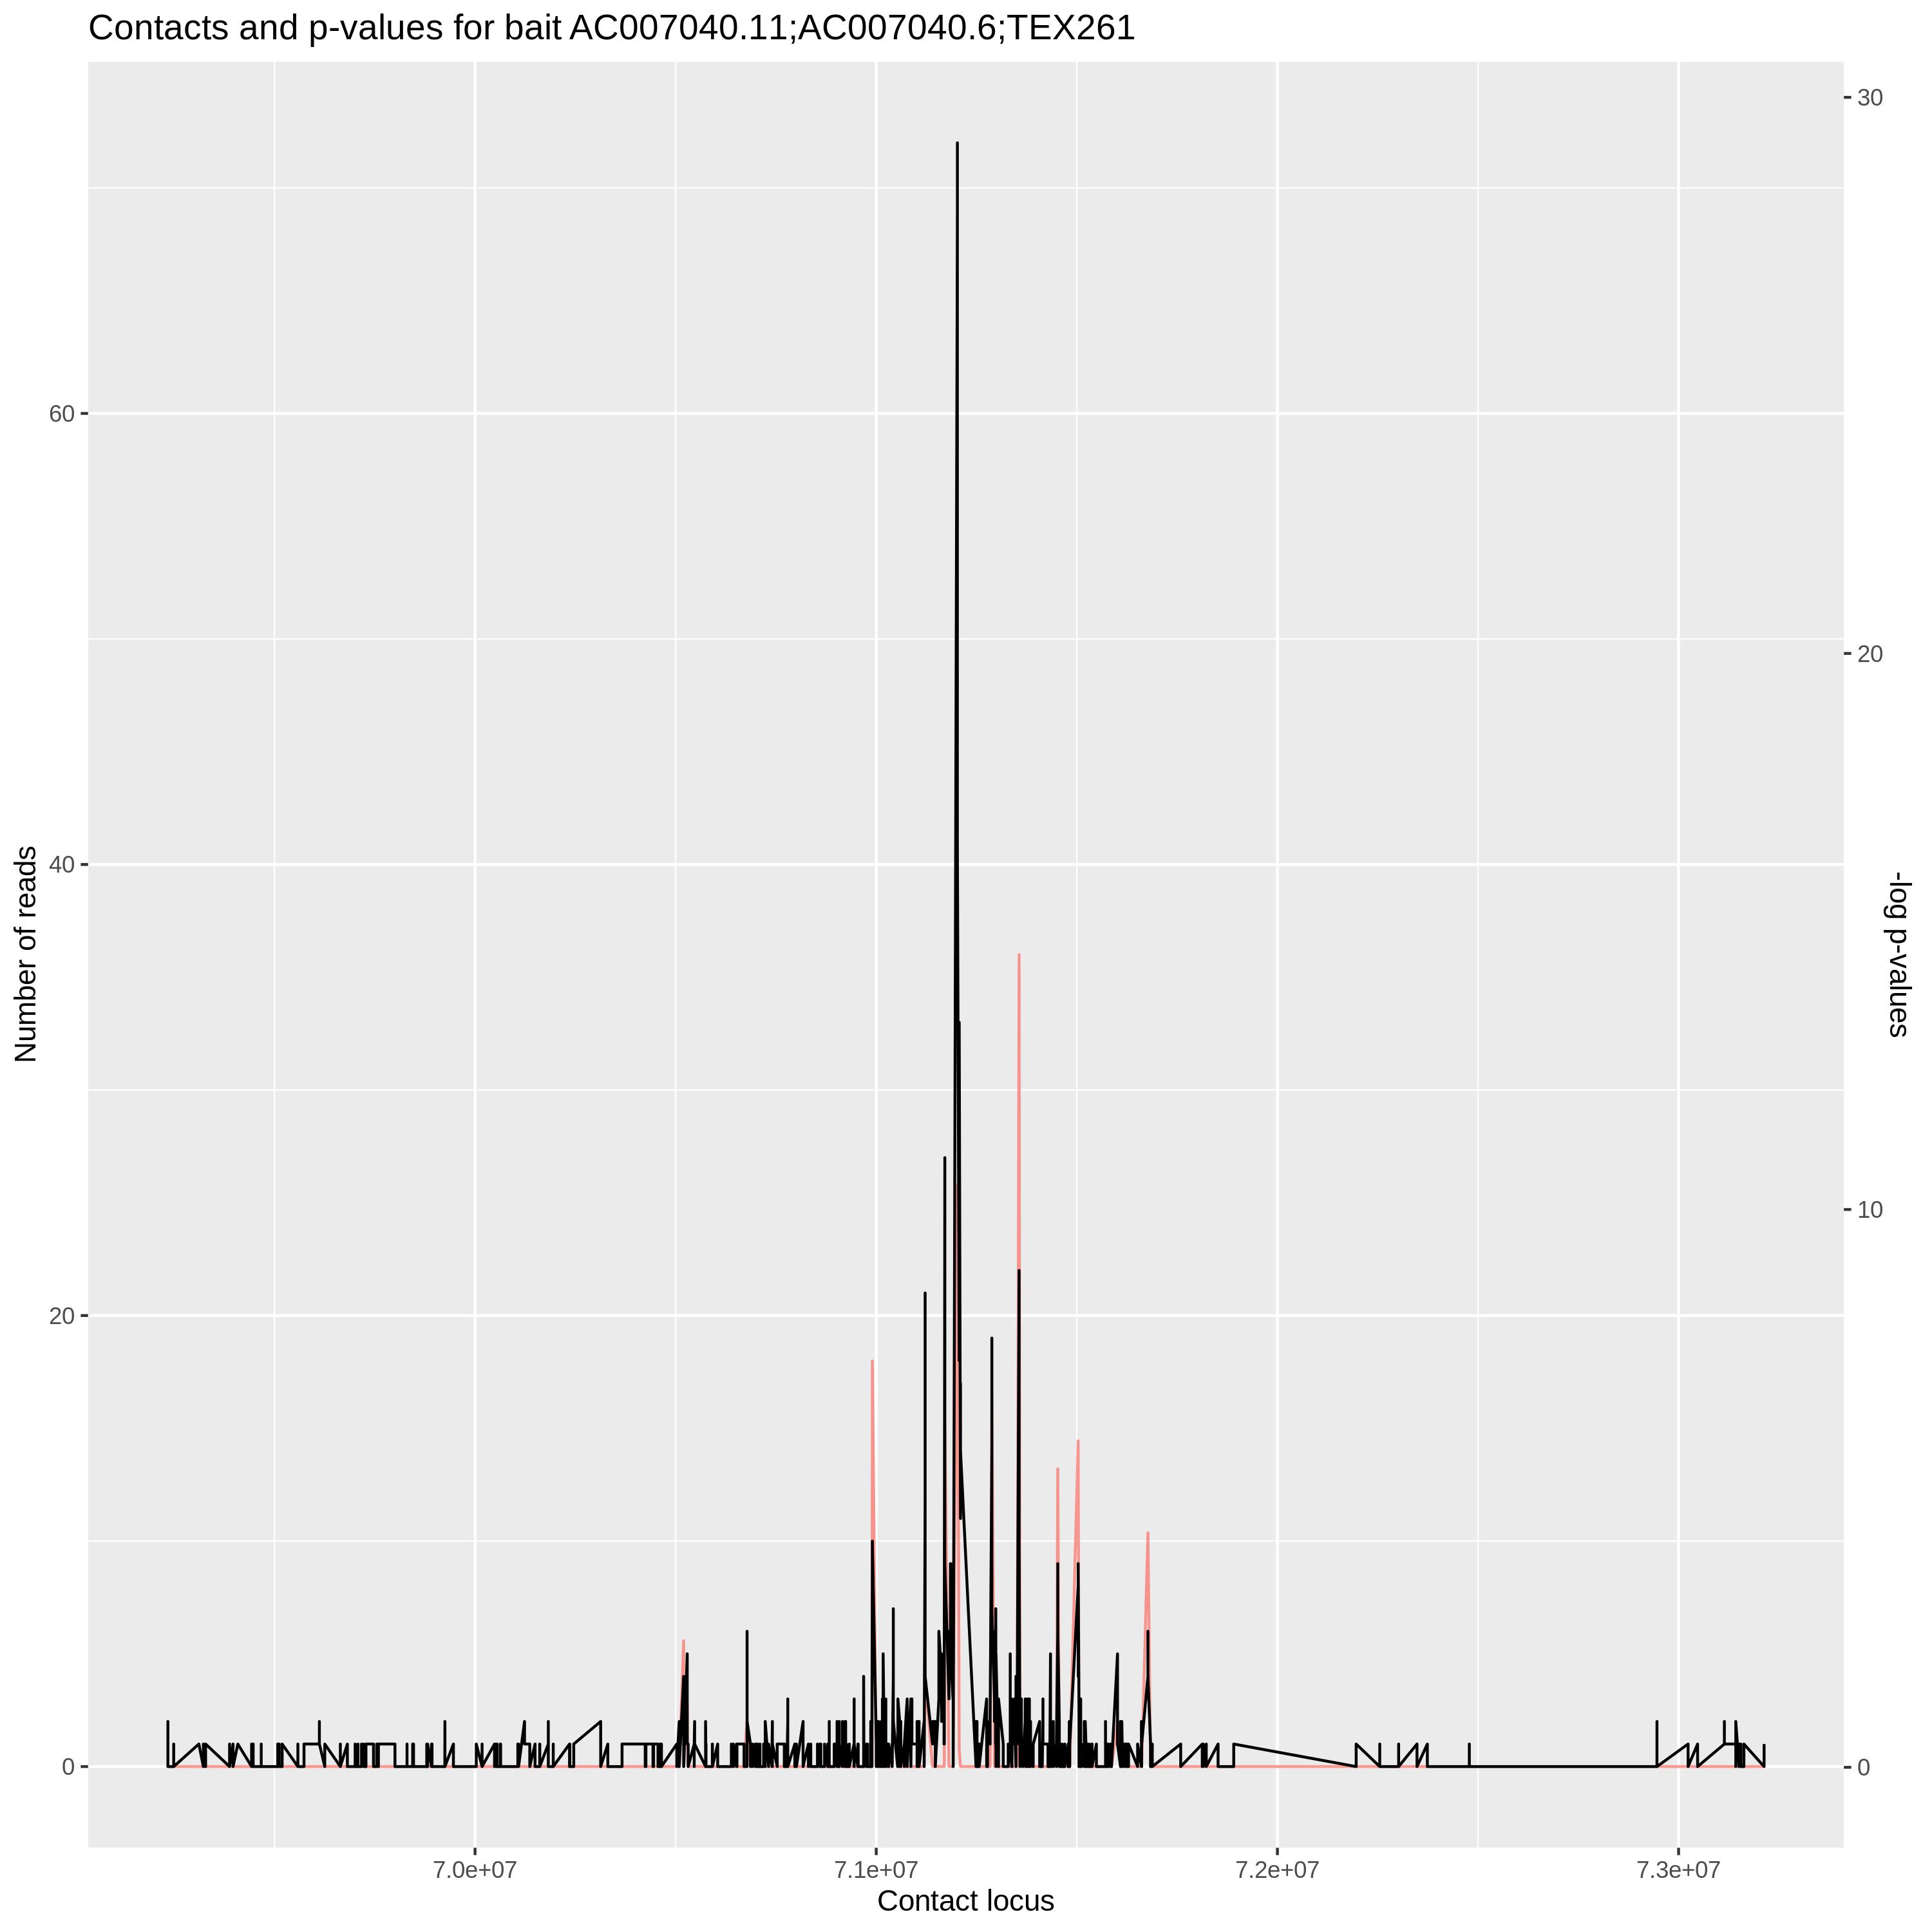 Contacts and p-values for bait AC007040.11;AC007040.6;TEX261
30
60
20
40
Number of reads
-log p-values
10
20
0
0
7.0e+07
7.1e+07
7.2e+07
7.3e+07
Contact locus